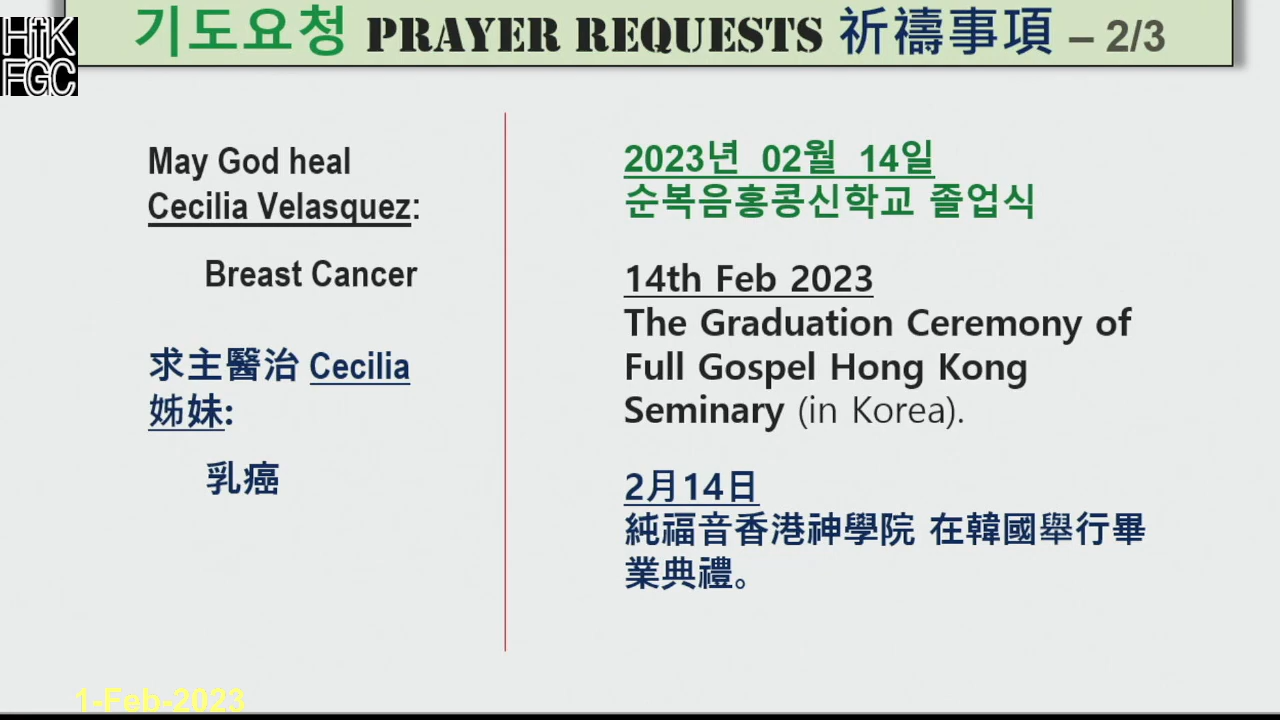 기도요청 PRAYER REQUESTS 祈禱事項 – 2/3
HKFGC
May God heal
Cecilia Velasquez:
Breast Cancer
求主醫治 Cecilia
姊妹:
乳癌
2023년 02월 14일
순복음홍콩신학교 졸업식
14th Feb 2023
The Graduation Ceremony of
Full Gospel Hong Kong
Seminary (in Korea).
2月14日
純福音香港神學院 在韓國舉行畢
業典禮。
1-Feb-2023